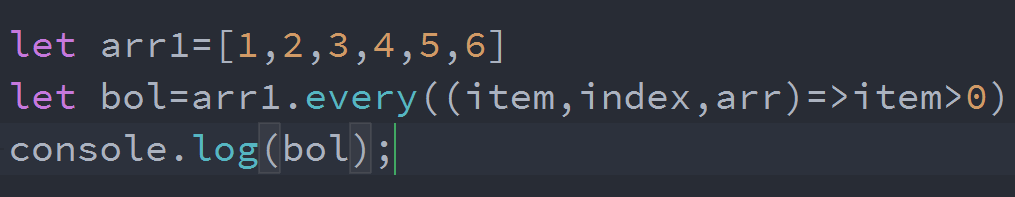 let arr1=[1,2,3,4,5,6]
let bol=arr1.every((item,index,arr)=>item>0)
console.log(bol);